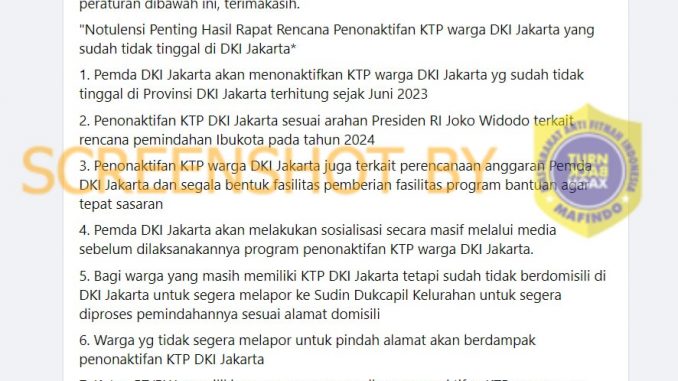 peraturan dibawah ini, terimakasih.
"Notulensi Penting Hasil Rapat Rencana Penonaktifan KTP warga DKI Jakarta yang
sudah tidak tinggal di DKI Jakarta*
1. Pemda DKI Jakarta akan menonaktifkan KTP warga DKI Jakarta yg sudah tidak
tinggal di Provinsi DKI Jakarta terhitung sejak Juni 2023
2. Penonaktifan KTP DKI Jakarta sesuai arahan Presiden RI Joko Widodo terkait
rencana pemindahan Ibukota pada tahun 2024
3. Penonaktifan KTP warga DKI Jakarta juga terkait perencanaan anggaran Pemda
DKI Jakarta dan segala bentuk fasilitas pemberian fasilitas program bantuan agar
tepat sasaran
SCREENSHOT BY
MASYARAKAT ANTI FITNAH INDONESIA
TURN
BACK
HOAX
MAFINDO
4. Pemda DKI Jakarta akan melakukan sosialisasi secara masif melalui media
sebelum dilaksanakannya program penonaktifan KTP warga DKI Jakarta.
5. Bagi warga yang masih memiliki KTP DKI Jakarta tetapi sudah tidak berdomisili di
DKI Jakarta untuk segera melapor ke Sudin Dukcapil Kelurahan untuk segera
diproses pemindahannya sesuai alamat domisili
6. Warga yg tidak segera melapor untuk pindah alamat akan berdampak
penonaktifan KTP DKI Jakarta